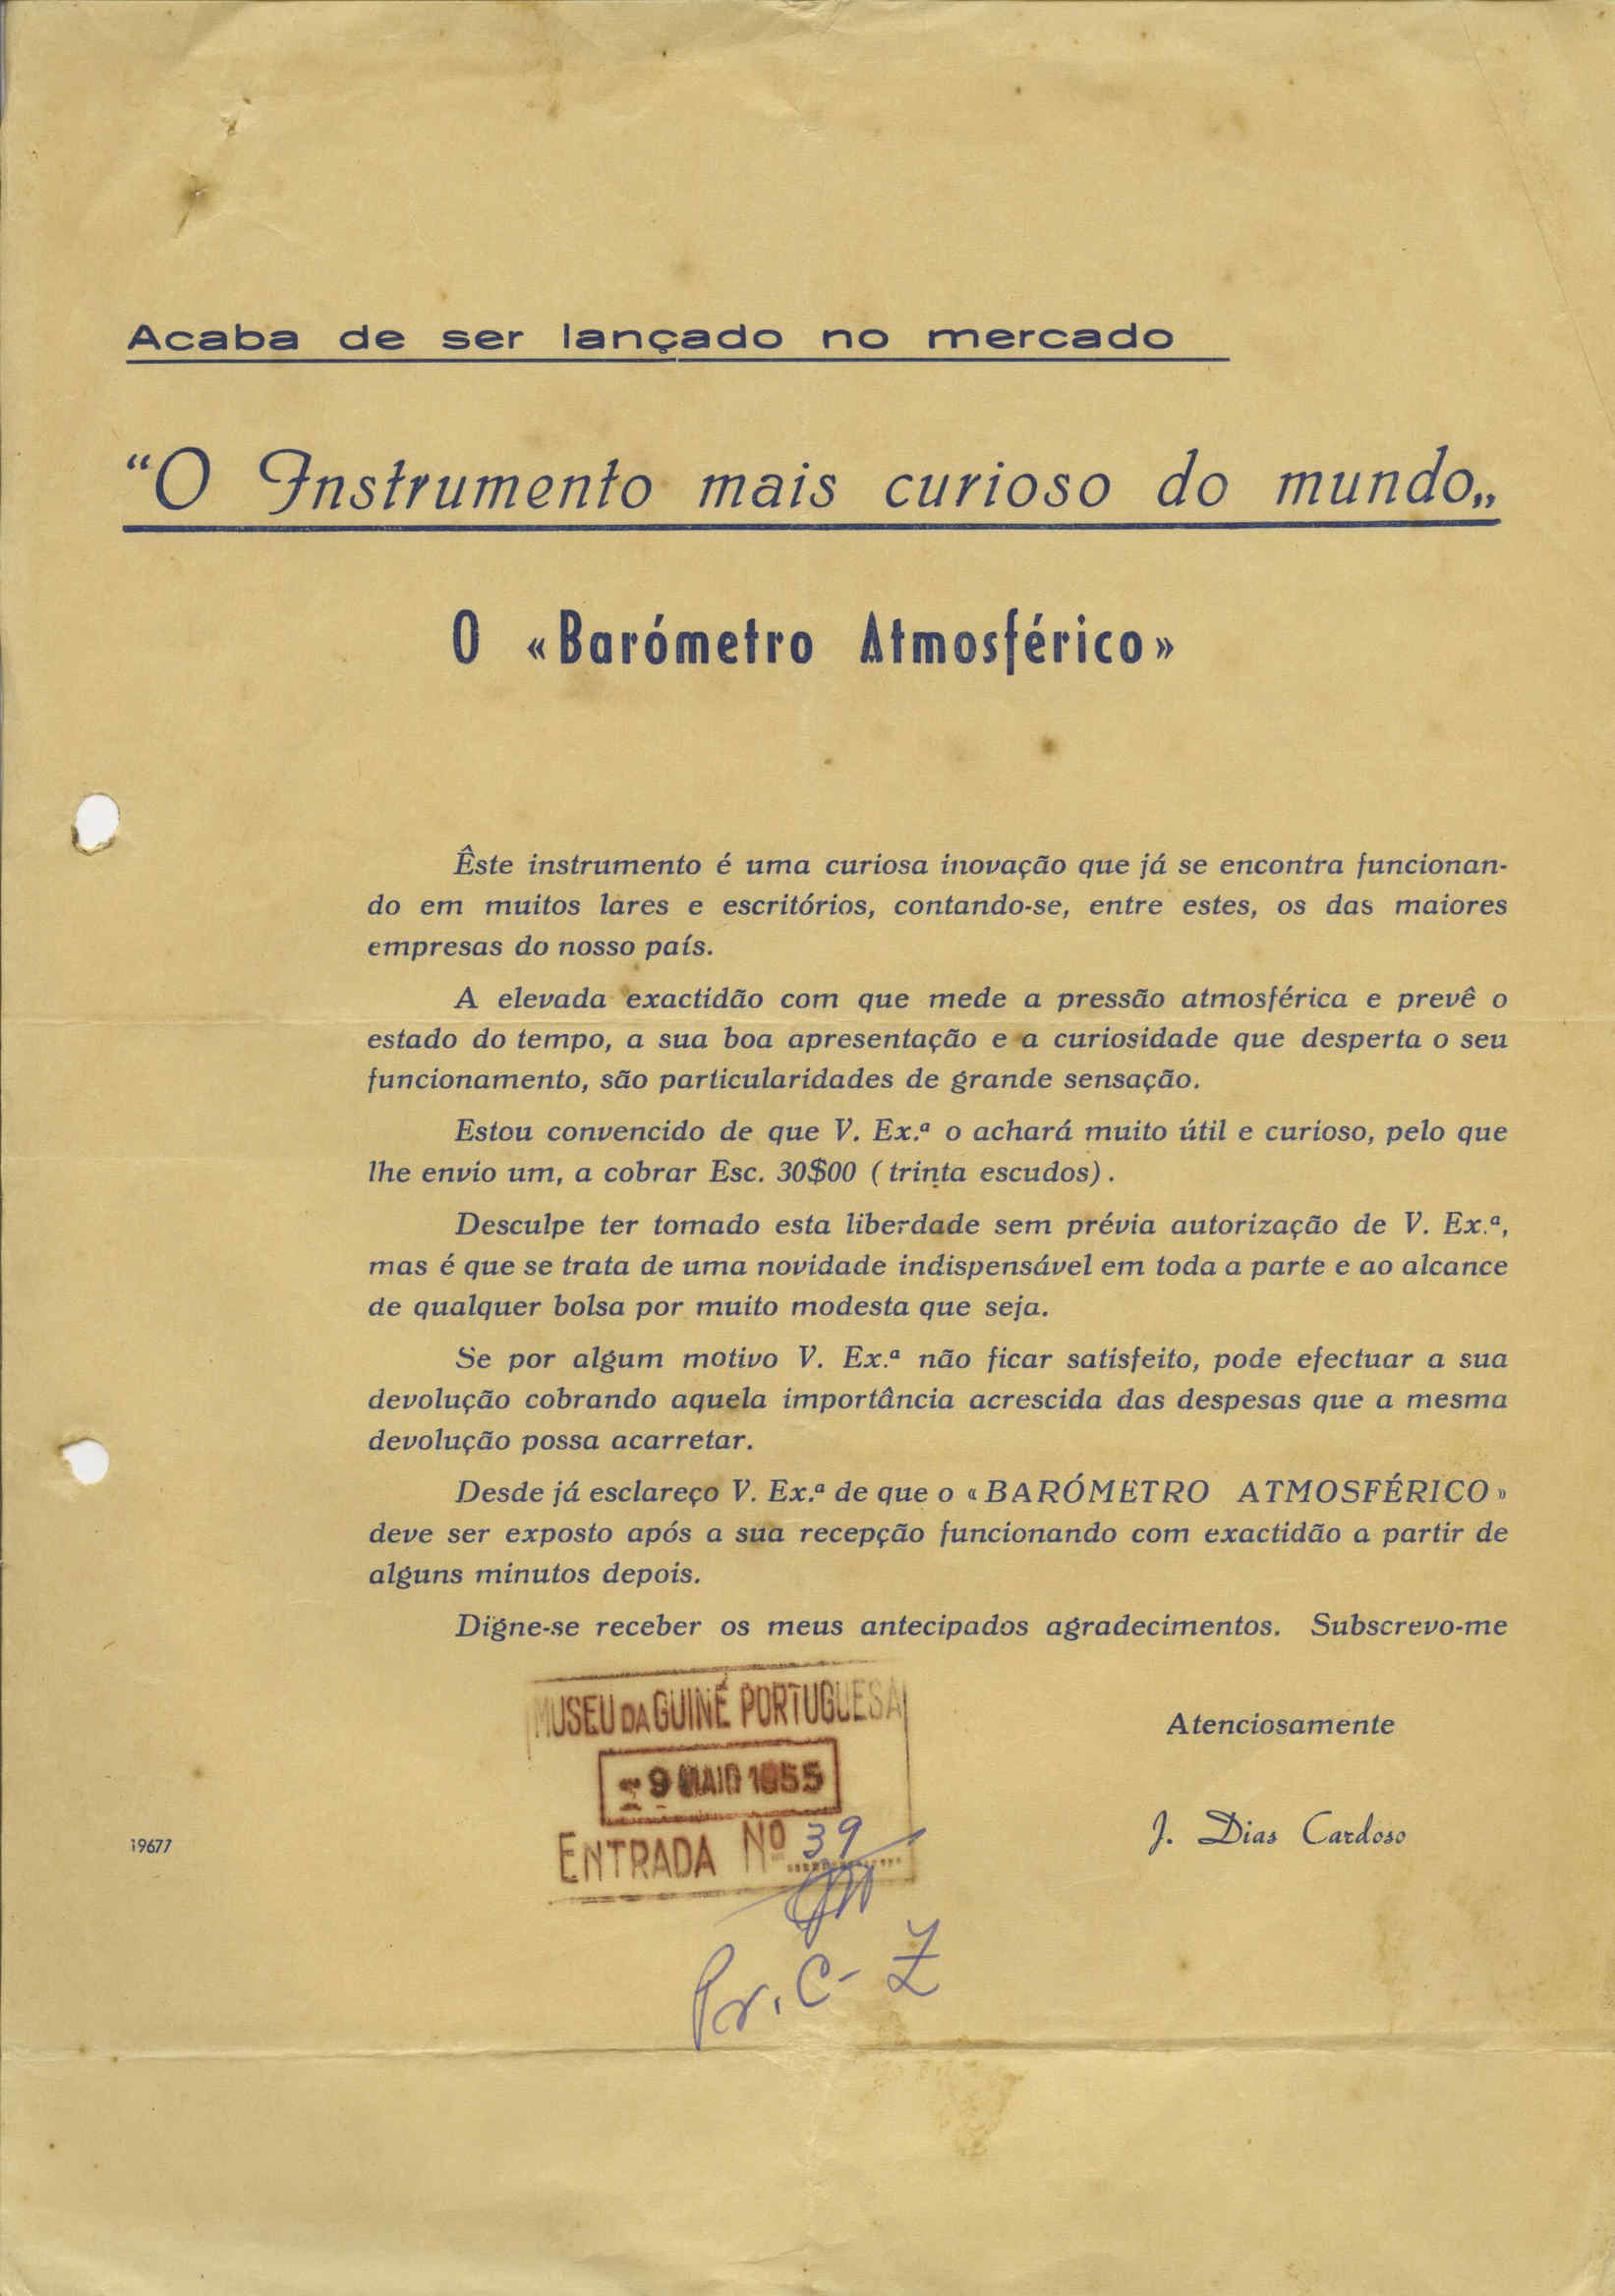 Acaba de ser lançado no mercado
“O Instrumento mais curioso do mundo„
O «Barómetro Atmosférico»
Êste instrumento é uma curiosa inovação que já se encontra funcionan-
do em muitos lares e escritórios, contando-se, entre estes, os das maiores
empresas do nosso país.
A elevada exactidão com que mede a pressão atmosférica e prevê o
estado do tempo, a sua boa apresentação e a curiosidade que desperta o seu
funcionamento, são particularidades de grande sensação.
Estou convencido de que V. Ex.ª o achará muito útil e curioso, pelo que
lhe envio um, a cobrar Esc. 30$00 (trinta escudos).
Desculpe ter tomado esta liberdade sem prévia autorização de V. Ex.ª,
mas é que se trata de uma novidade indispensável em toda a parte e ao alcance
de qualquer bolsa por muito modesta que seja.
Se por algum motivo V. Ex.ª não ficar satisfeito, pode efectuar a sua
devolução cobrando aquela importância acrescida das despesas que a mesma
devolução possa acarretar.
Desde já esclareço V. Ex.ª de que o «BARÓMETRO ATMOSFÉRICO»
deve ser exposto após a sua recepção funcionando com exactidão a partir de
alguns minutos depois.
Digne-se receber os meus antecipados agradecimentos. Subscrevo-me
MUSEU DA GUINÉ PORTUGUESA
Atenciosamente
-9 MAIO 1955
J. Dias Cardoso
19677
ENTRADA Nº 39
Pr. C-Z